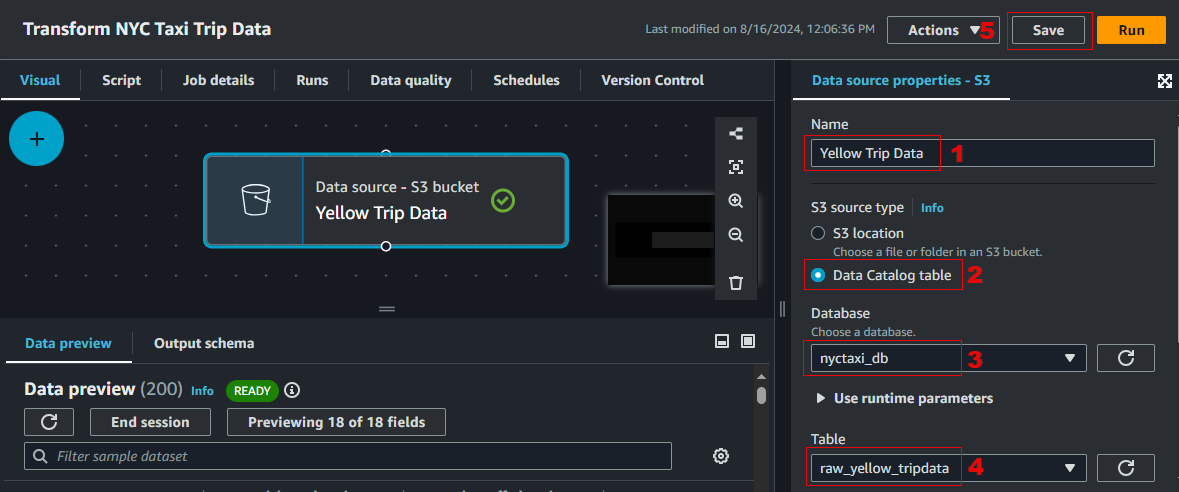 Transform NYC Taxi Trip Data
Last modified on 8/16/2024, 12:06:36 PM
Actions
5
Save
Run
Visual
Script
Job details
Runs
Data quality
Schedules
Version Control
Data source - S3 bucket
Yellow Trip Data
Data preview
Output schema
Data preview (200) Info READY
End session
Previewing 18 of 18 fields
Filter sample dataset
Data source properties - S3
Name
Yellow Trip Data 1
S3 source type Info
S3 location
Choose a file or folder in an S3 bucket.
Data Catalog table 2
Database
Choose a database.
nyctaxi_db 3
Use runtime parameters
Table
raw_yellow_tripdata 4